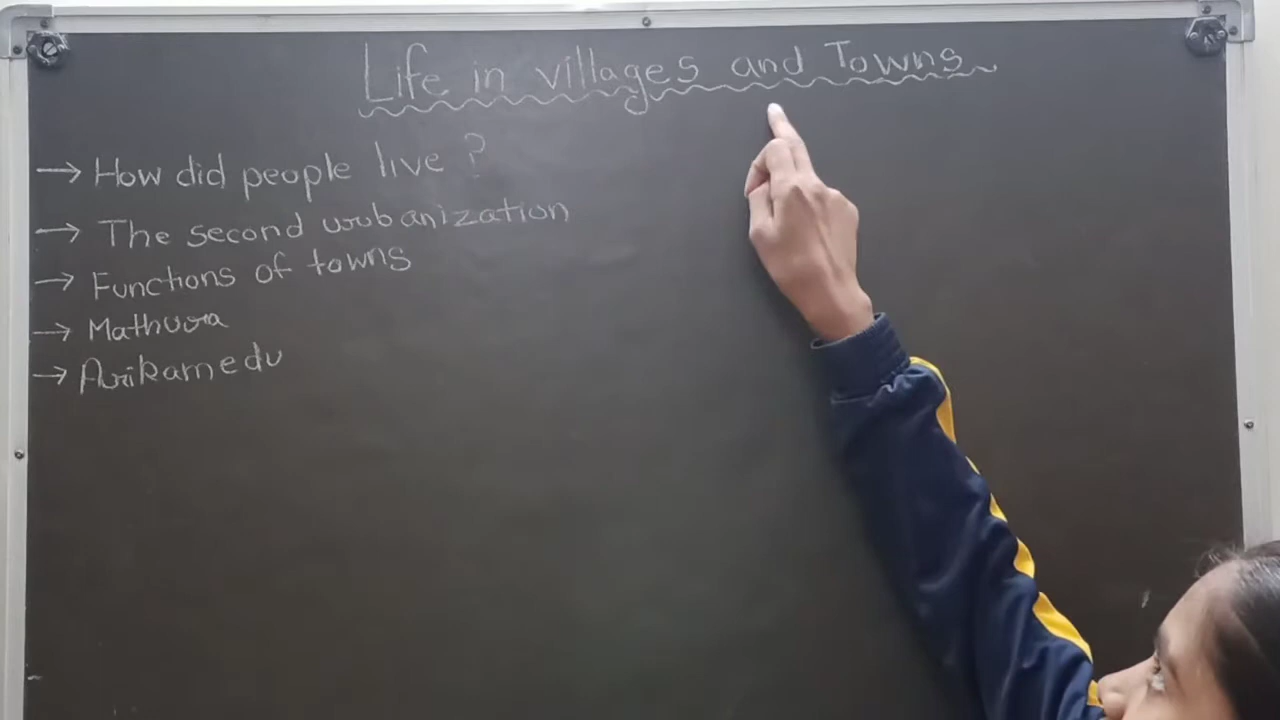 Life in villages and Towns
→ How did people live ?
→ The second urbanization
→ Functions of towns
→ Mathura
→ Arikamedu